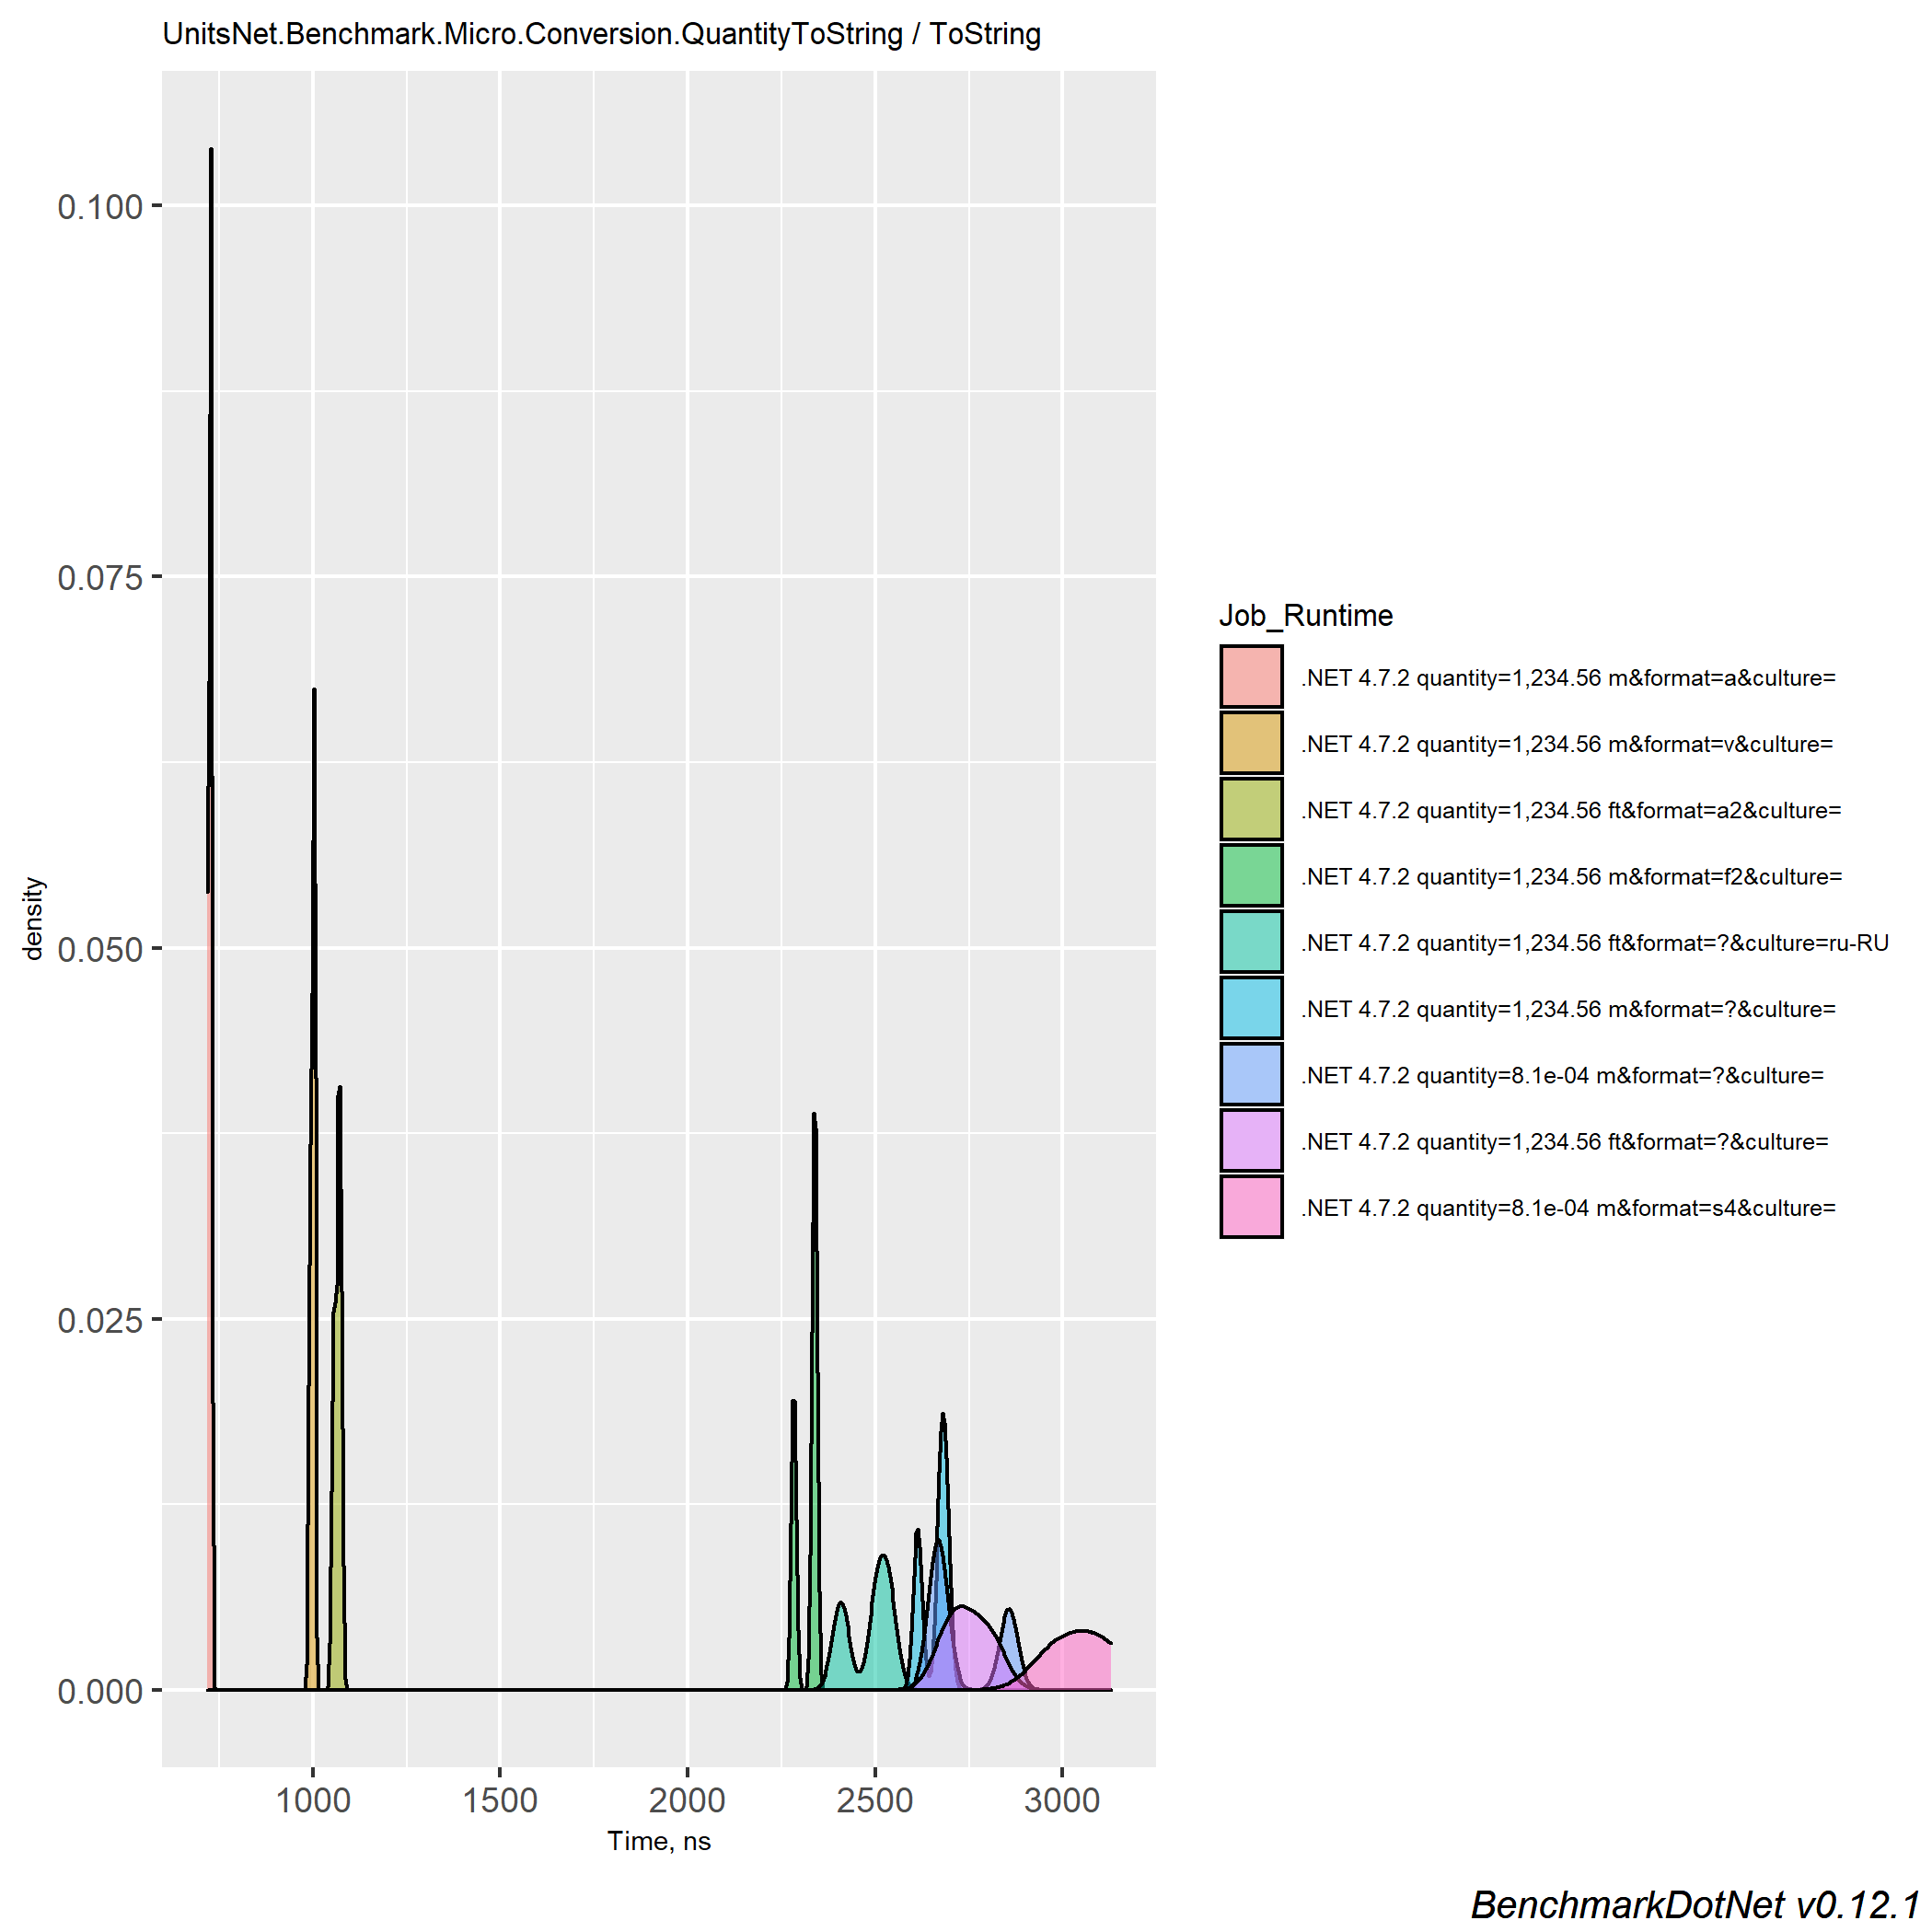 UnitsNet.Benchmark.Micro.Conversion.QuantityToString / ToString
0.100
0.075
0.050
0.025
0.000
density
1000 1500 2000 2500 3000
Time, ns
Job_Runtime
.NET 4.7.2 quantity=1,234.56 m&format=a&culture=
.NET 4.7.2 quantity=1,234.56 m&format=v&culture=
.NET 4.7.2 quantity=1,234.56 ft&format=a2&culture=
.NET 4.7.2 quantity=1,234.56 m&format=f2&culture=
.NET 4.7.2 quantity=1,234.56 ft&format=?&culture=ru-RU
.NET 4.7.2 quantity=1,234.56 m&format=?&culture=
.NET 4.7.2 quantity=8.1e-04 m&format=?&culture=
.NET 4.7.2 quantity=1,234.56 ft&format=?&culture=
.NET 4.7.2 quantity=8.1e-04 m&format=s4&culture=
BenchmarkDotNet v0.12.1